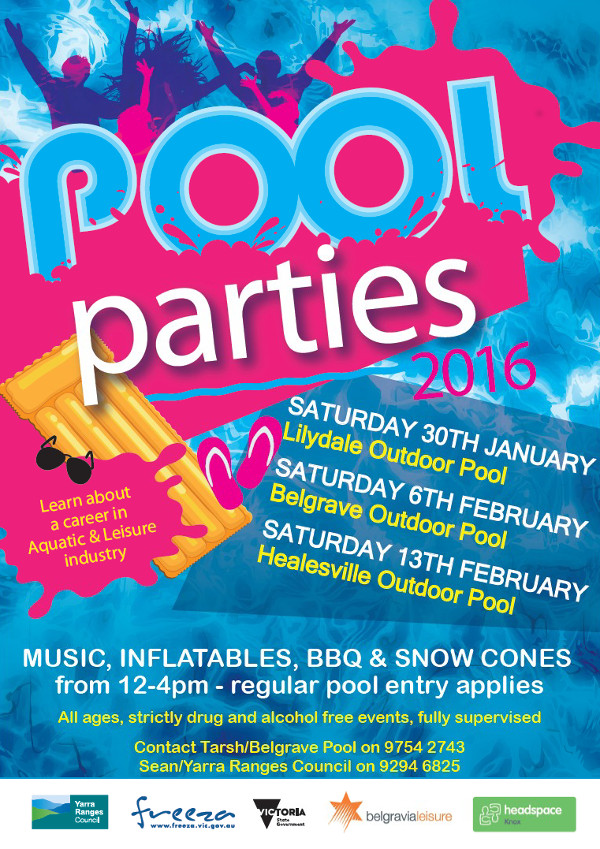 POOL
parties
2016
SATURDAY 30TH JANUARY
Lilydale Outdoor Pool
SATURDAY 6TH FEBRUARY
Belgrave Outdoor Pool
SATURDAY 13TH FEBRUARY
Healesville Outdoor Pool
Learn about
a career in
Aquatic & Leisure
industry
MUSIC, INFLATABLES, BBQ & SNOW CONES
from 12-4pm - regular pool entry applies
All ages, strictly drug and alcohol free events, fully supervised
Contact Tarsh/Belgrave Pool on 9754 2743
Sean/Yarra Ranges Council on 9294 6825
Yarra
Ranges
Council
freeza
www.freeza.vic.gov.au
VICTORIA
State
Government
belgravialeisure
headspace
Knox